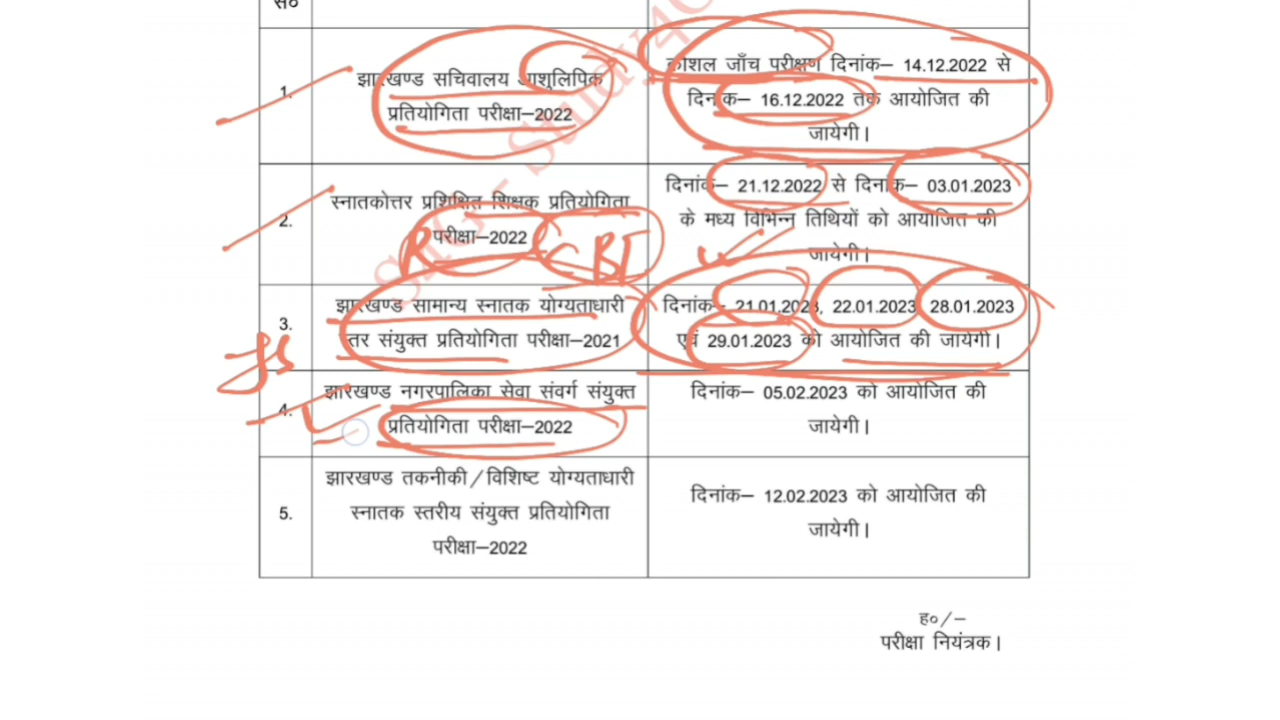 सं०
1.
झारखण्ड सचिवालय आशुलिपिक
प्रतियोगिता परीक्षा–2022
कौशल जाँच परीक्षण दिनांक– 14.12.2022 से
दिनांक– 16.12.2022 तक आयोजित की
जायेगी।
2.
स्नातकोत्तर प्रशिक्षित शिक्षक प्रतियोगिता
परीक्षा–2022
दिनांक– 21.12.2022 से दिनांक– 03.01.2023
के मध्य विभिन्न तिथियों को आयोजित की
जायेगी।
CBT
3.
झारखण्ड सामान्य स्नातक योग्यताधारी
स्तर संयुक्त प्रतियोगिता परीक्षा–2021
दिनांक– 21.01.2023, 22.01.2023, 28.01.2023
एवं 29.01.2023 को आयोजित की जायेगी।
4.
झारखण्ड नगरपालिका सेवा संवर्ग संयुक्त
प्रतियोगिता परीक्षा–2022
दिनांक– 05.02.2023 को आयोजित की
जायेगी।
5.
झारखण्ड तकनीकी/विशिष्ट योग्यताधारी
स्नातक स्तरीय संयुक्त प्रतियोगिता
परीक्षा–2022
दिनांक– 12.02.2023 को आयोजित की
जायेगी।
ह०/–
परीक्षा नियंत्रक।